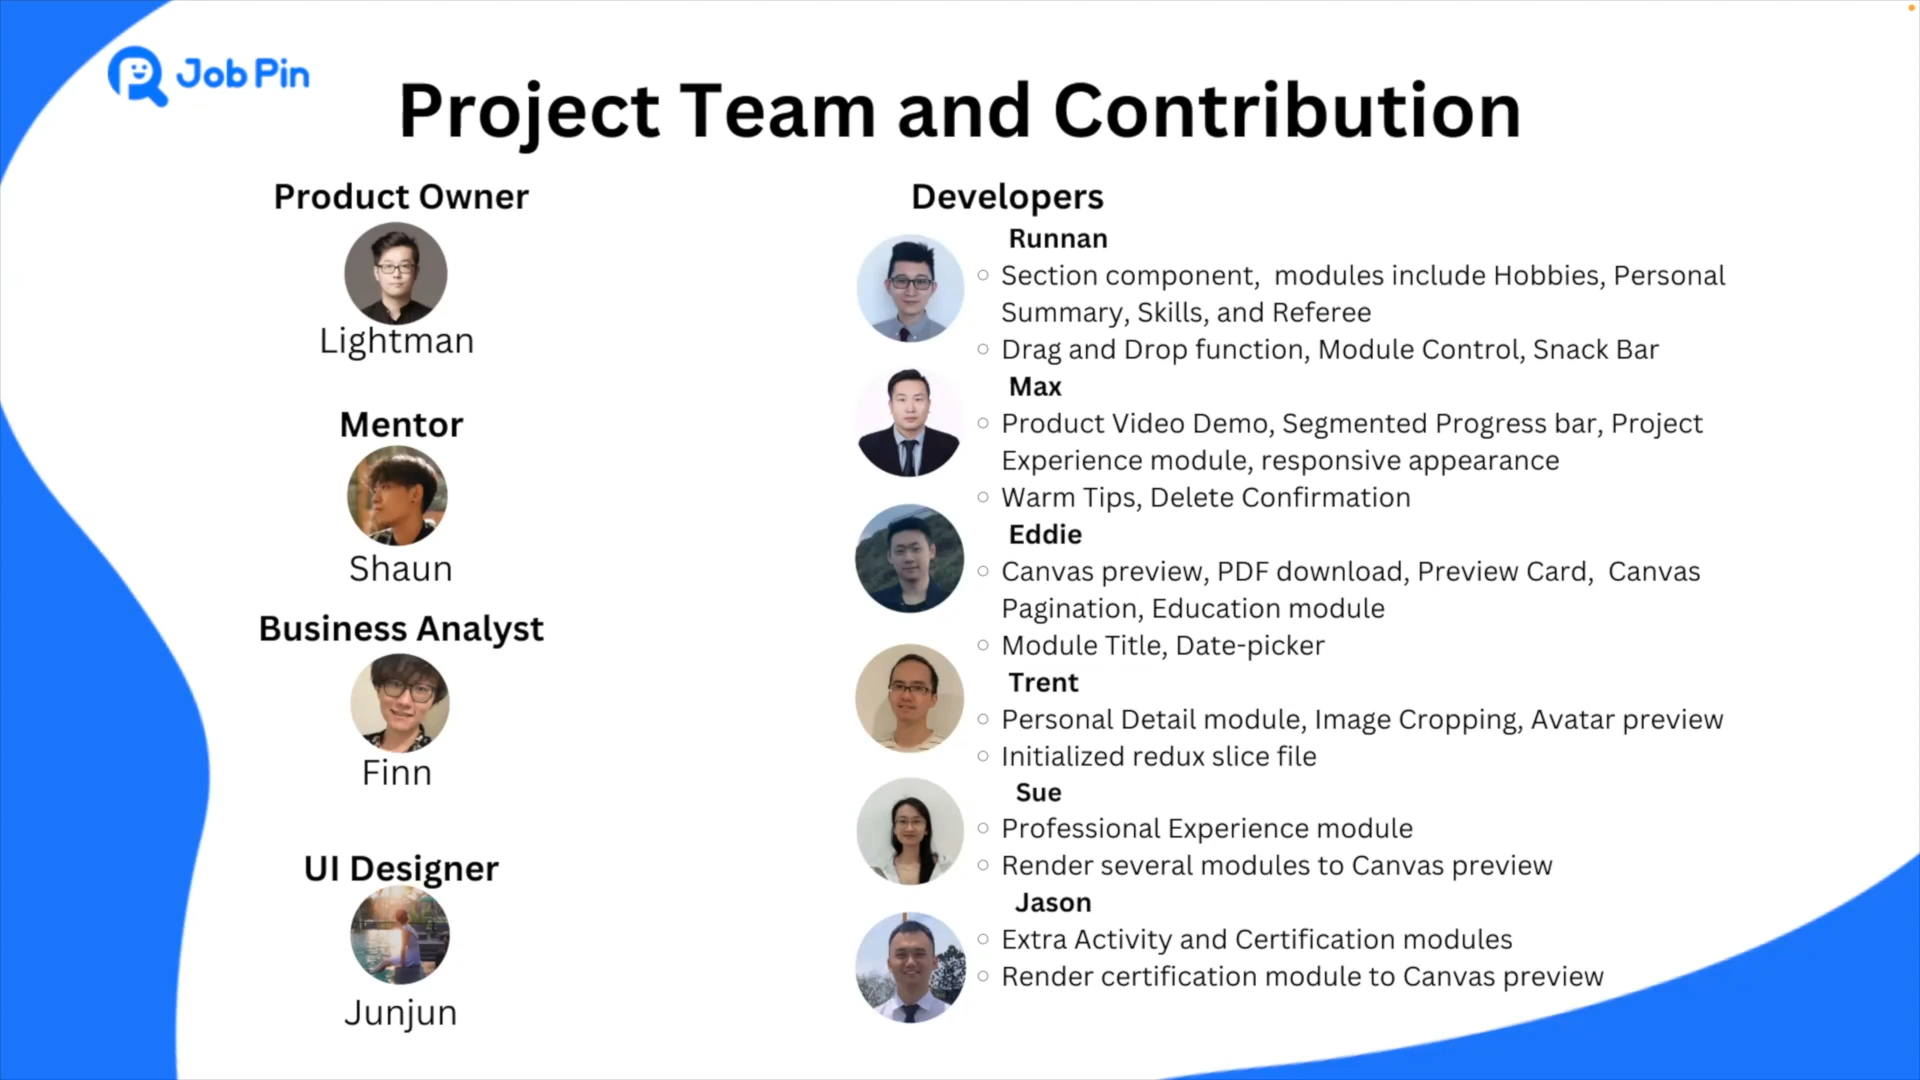 Job Pin
Project Team and Contribution
Product Owner
Lightman
Mentor
Shaun
Business Analyst
Finn
UI Designer
Junjun
Developers
Runnan
Section component,  modules include Hobbies, Personal
Summary, Skills, and Referee
Drag and Drop function, Module Control, Snack Bar
Max
Product Video Demo, Segmented Progress bar, Project
Experience module, responsive appearance
Warm Tips, Delete Confirmation
Eddie
Canvas preview, PDF download, Preview Card,  Canvas
Pagination, Education module
Module Title, Date-picker
Trent
Personal Detail module, Image Cropping, Avatar preview
Initialized redux slice file
Sue
Professional Experience module
Render several modules to Canvas preview
Jason
Extra Activity and Certification modules
Render certification module to Canvas preview